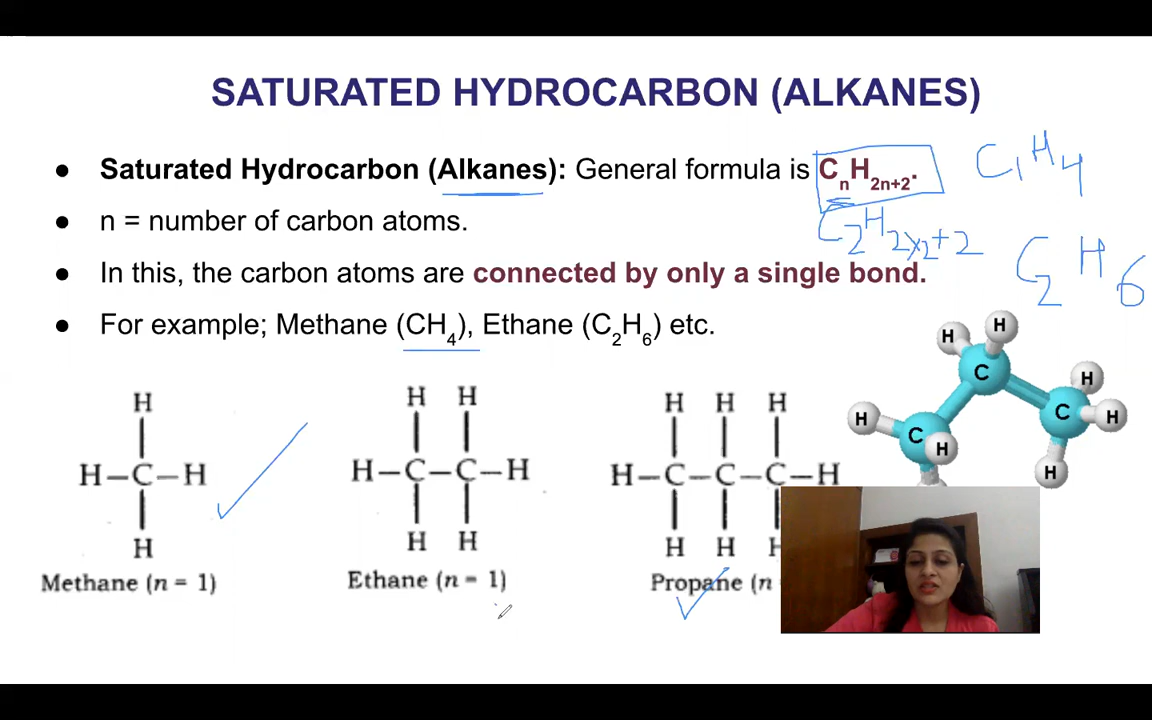 SATURATED HYDROCARBON (ALKANES)
● Saturated Hydrocarbon (Alkanes): General formula is CnH2n+2.
C1H4
● n = number of carbon atoms.
C2H2x2+2
C2H6
● In this, the carbon atoms are connected by only a single bond.
● For example; Methane (CH4), Ethane (C2H6) etc.
H H H H H H
H-C-H H-C-C-H H-C-C-C-H
H H H H H H
Methane (n = 1) Ethane (n = 1) Propane (n
H H
C H
H C H
C H
H